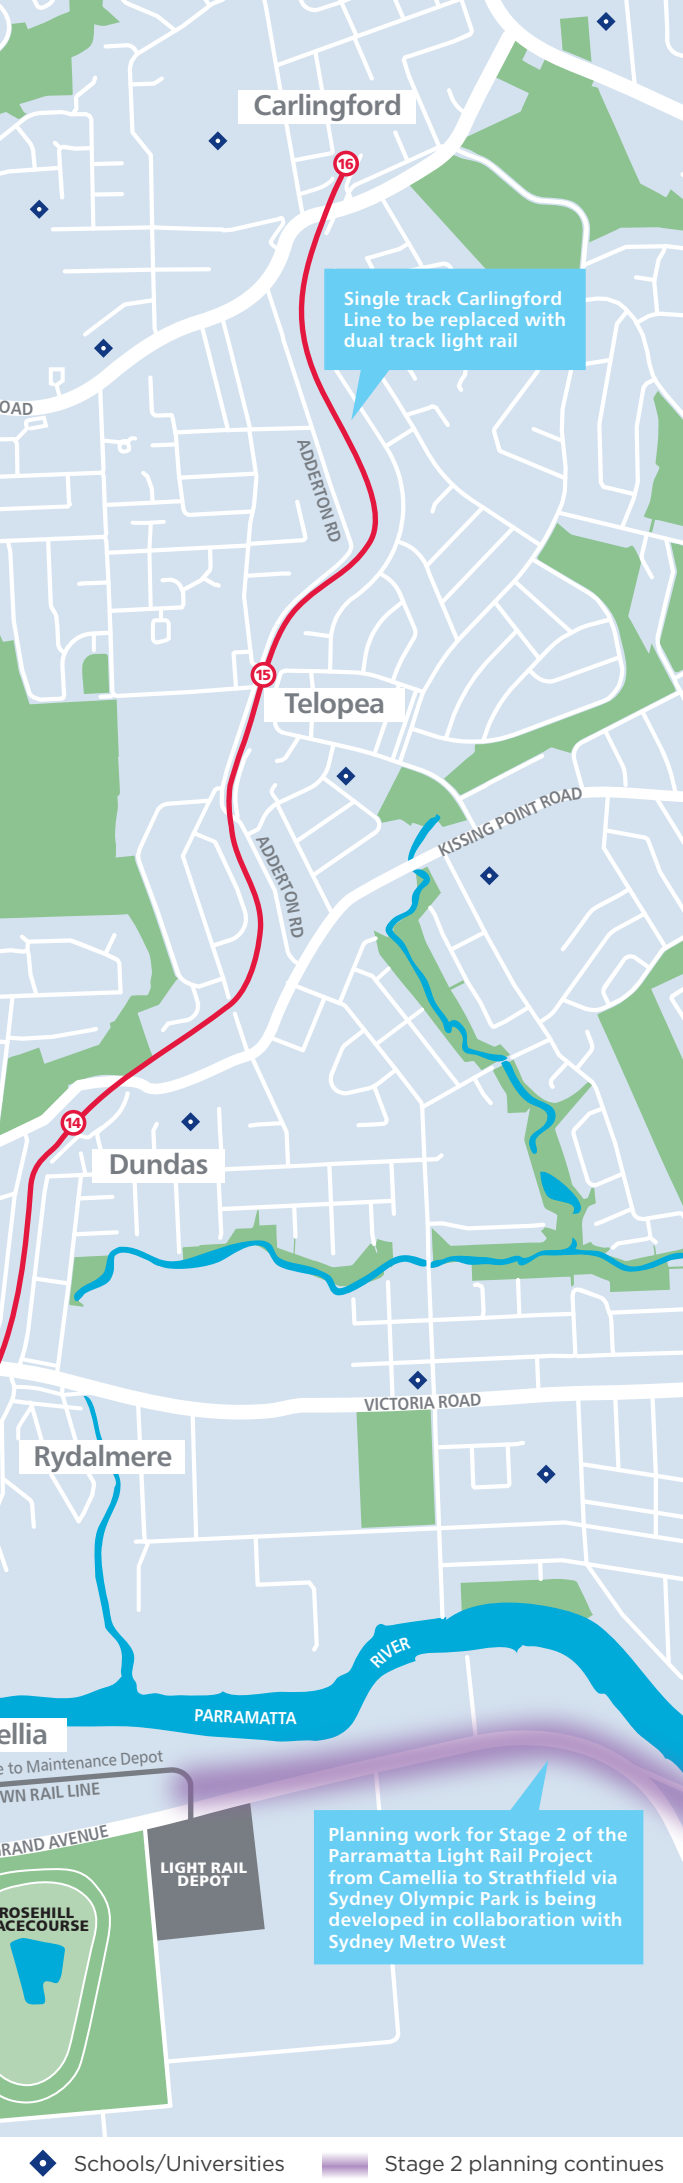 Carlingford
16
Single track Carlingford
Line to be replaced with
dual track light rail
OAD
ADDERTON RD
15
Telopea
KISSING POINT ROAD
ADDERTON RD
14
Dundas
VICTORIA ROAD
Rydalmere
RIVER
PARRAMATTA
ellia
e to Maintenance Depot
WN RAIL LINE
RAND AVENUE
Planning work for Stage 2 of the
Parramatta Light Rail Project
from Camellia to Strathfield via
Sydney Olympic Park is being
developed in collaboration with
Sydney Metro West
LIGHT RAIL
DEPOT
ROSEHILL
ACECOURSE
Schools/Universities
Stage 2 planning continues